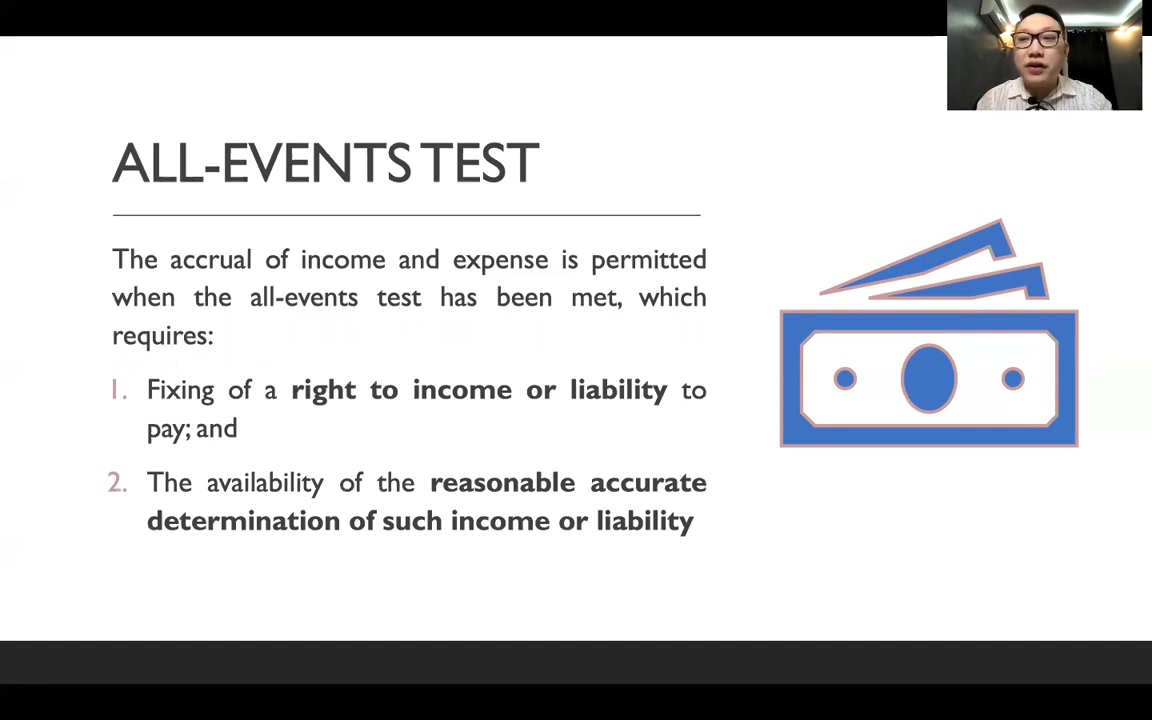 ALL-EVENTS TEST
The accrual of income and expense is permitted
when the all-events test has been met, which
requires:
1. Fixing of a right to income or liability to
pay; and
2. The availability of the reasonable accurate
determination of such income or liability